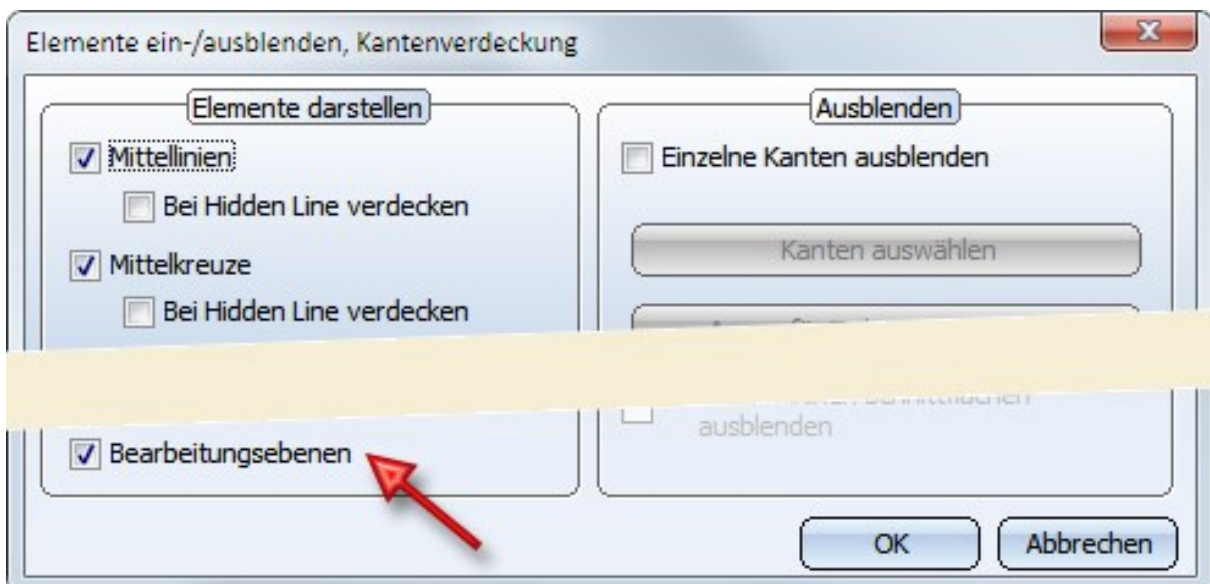 Elemente ein-/ausblenden, Kantenverdeckung
Elemente darstellen
Mittellinien
Bei Hidden Line verdecken
Mittelkreuze
Bei Hidden Line verdecken
Bearbeitungsebenen
Ausblenden
Einzelne Kanten ausblenden
Kanten auswählen
ausblenden
OK
Abbrechen